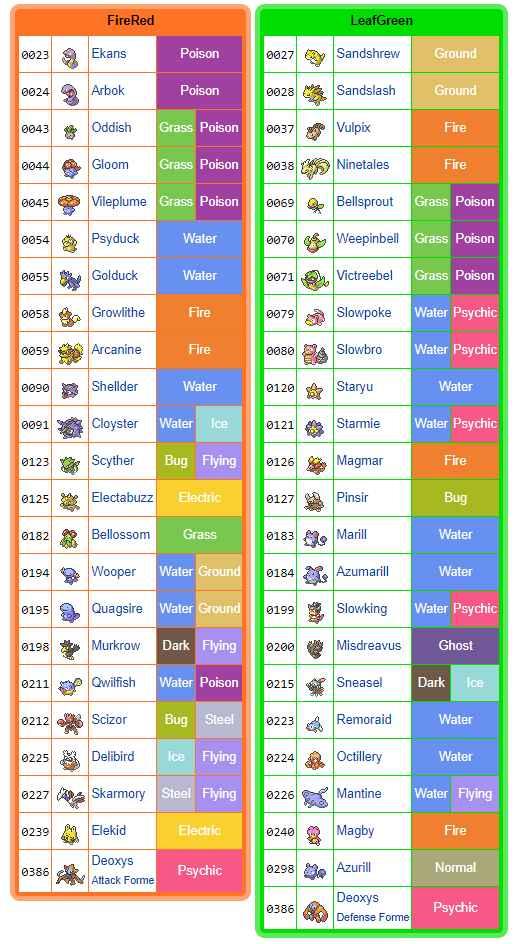 FireRed
0023 Ekans Poison
0024 Arbok Poison
0043 Oddish Grass Poison
0044 Gloom Grass Poison
0045 Vileplume Grass Poison
0054 Psyduck Water
0055 Golduck Water
0058 Growlithe Fire
0059 Arcanine Fire
0090 Shellder Water
0091 Cloyster Water Ice
0123 Scyther Bug Flying
0125 Electabuzz Electric
0182 Bellossom Grass
0194 Wooper Water Ground
0195 Quagsire Water Ground
0198 Murkrow Dark Flying
0211 Qwilfish Water Poison
0212 Scizor Bug Steel
0225 Delibird Ice Flying
0227 Skarmory Steel Flying
0239 Elekid Electric
0386 Deoxys Psychic
Attack Forme
LeafGreen
0027 Sandshrew Ground
0028 Sandslash Ground
0037 Vulpix Fire
0038 Ninetales Fire
0069 Bellsprout Grass Poison
0070 Weepinbell Grass Poison
0071 Victreebel Grass Poison
0079 Slowpoke Water Psychic
0080 Slowbro Water Psychic
0120 Staryu Water
0121 Starmie Water Psychic
0126 Magmar Fire
0127 Pinsir Bug
0183 Marill Water
0184 Azumarill Water
0199 Slowking Water Psychic
0200 Misdreavus Ghost
0215 Sneasel Dark Ice
0223 Remoraid Water
0224 Octillery Water
0226 Mantine Water Flying
0240 Magby Fire
0298 Azurill Normal
0386 Deoxys Psychic
Defense Forme